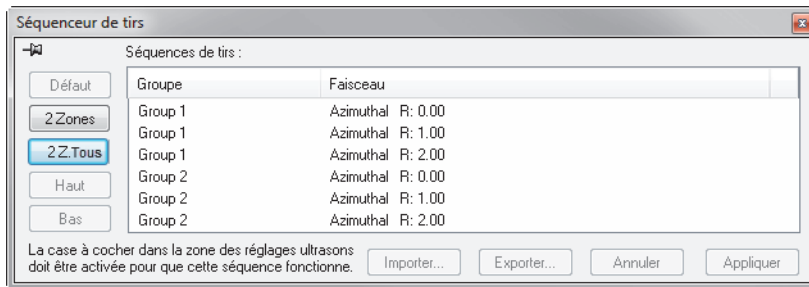 Séquenceur de tirs
Séquences de tirs :
Défaut
2 Zones
2 Z.Tous
Haut
Bas
Groupe Faisceau
Group 1 Azimuthal R: 0.00
Group 1 Azimuthal R: 1.00
Group 1 Azimuthal R: 2.00
Group 2 Azimuthal R: 0.00
Group 2 Azimuthal R: 1.00
Group 2 Azimuthal R: 2.00
La case à cocher dans la zone des réglages ultrasons
doit être activée pour que cette séquence fonctionne.
Importer... Exporter... Annuler Appliquer